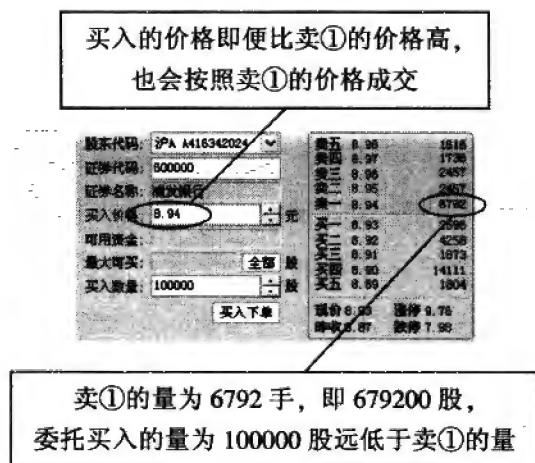 买入的价格即便比卖①的价格高，
也会按照卖①的价格成交
股东代码： 沪A A416342024
证券代码： 600000
证券名称： 浦发银行
买入价格： 8.94 元
可用资金：
最大可买： 全部 股
买入数量： 100000 股
买入下单
卖五 8.98 1516
卖四 8.97 1736
卖三 8.96 2457
卖二 8.95
卖一 8.94 6792
买一 8.93
买二 8.92 4258
买三 8.91 1873
买四 8.90 14111
买五 8.89 1804
现价 8.93 涨停 9.76
昨收 8.87 跌停 7.98
卖①的量为 6792 手，即 679200 股，
委托买入的量为 100000 股远低于卖①的量